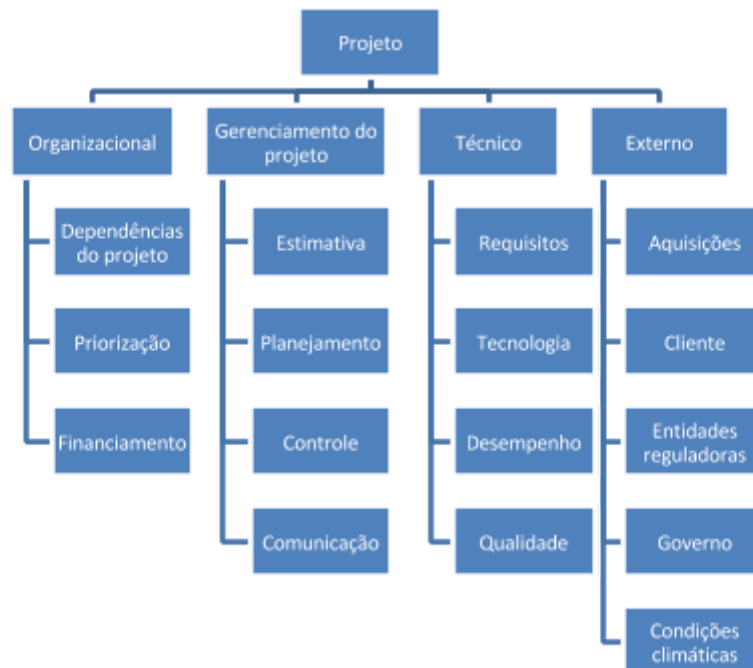 Projeto
Organizacional
Gerenciamento do
projeto
Técnico
Externo
Dependências
do projeto
Priorização
Financiamento
Estimativa
Planejamento
Controle
Comunicação
Requisitos
Tecnologia
Desempenho
Qualidade
Aquisições
Cliente
Entidades
reguladoras
Governo
Condições
climáticas